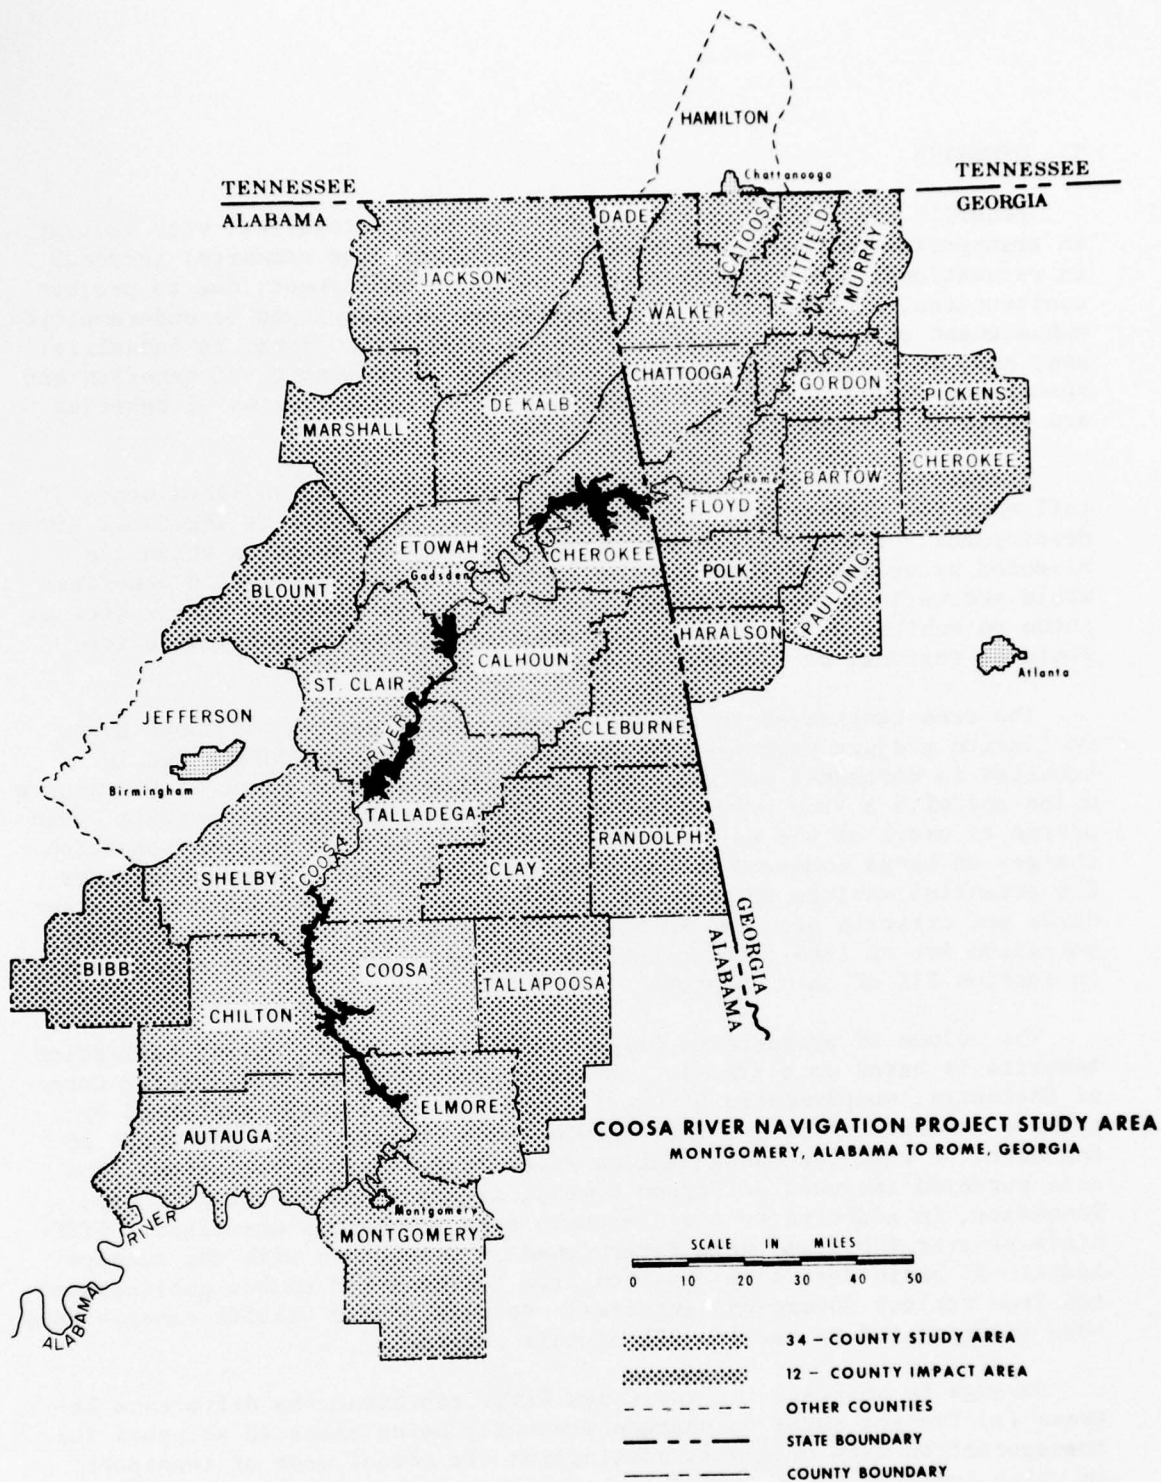 HAMILTON
Chattanooga
TENNESSEE
TENNESSEE
ALABAMA
GEORGIA
DADE
CATOOSA
WHITFIELD
MURRAY
JACKSON
WALKER
CHATTOOGA
GORDON
PICKENS
DE KALB
MARSHALL
BARTOW
CHEROKEE
Rome
FLOYD
ETOWAH
Gadsden
CHEROKEE
POLK
PAULDING
BLOUNT
HARALSON
CALHOUN
ST. CLAIR
Atlanta
JEFFERSON
RIVER
CLEBURNE
Birmingham
TALLADEGA
RANDOLPH
COOSA
SHELBY
CLAY
GEORGIA
ALABAMA
BIBB
COOSA
TALLAPOOSA
CHILTON
ELMORE
AUTAUGA
COOSA RIVER NAVIGATION PROJECT STUDY AREA
MONTGOMERY, ALABAMA TO ROME, GEORGIA
Montgomery
MONTGOMERY
ALABAMA RIVER
SCALE IN MILES
0 10 20 30 40 50
34 - COUNTY STUDY AREA
12 - COUNTY IMPACT AREA
OTHER COUNTIES
STATE BOUNDARY
COUNTY BOUNDARY